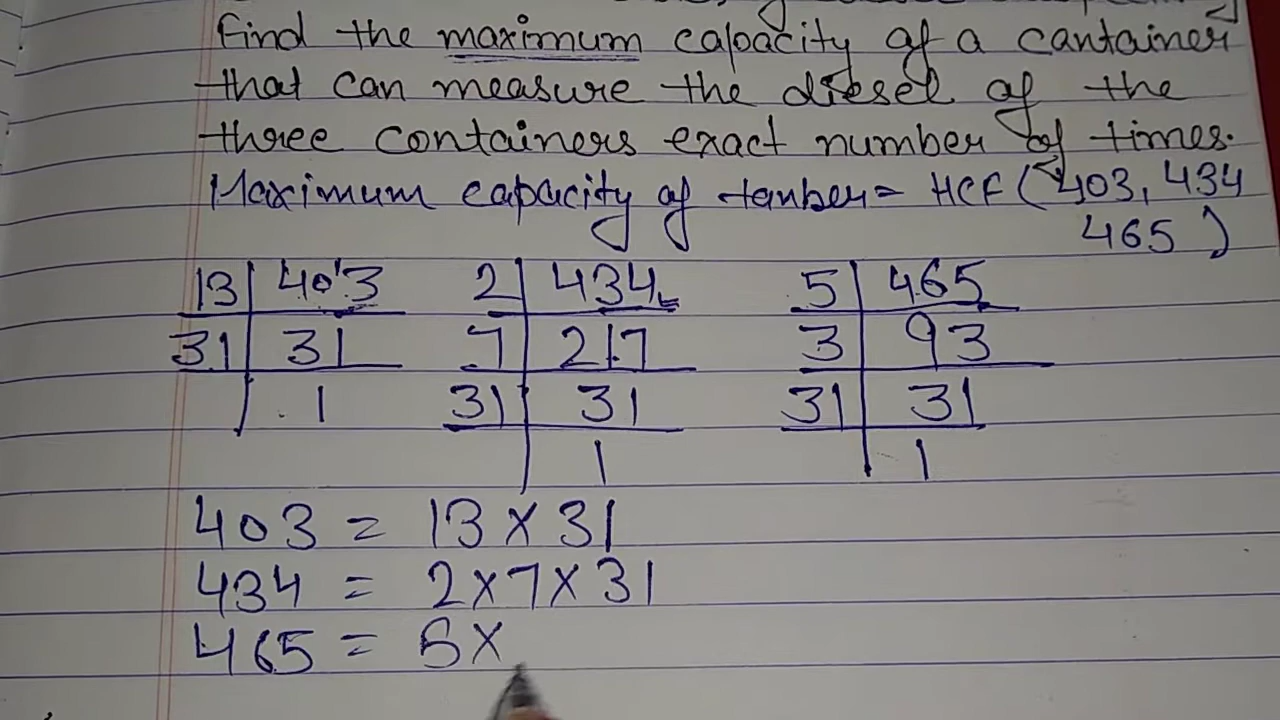 Find the maximum capacity of a cantainer
that can measure the diesel of the
three containers exact number of times.
Maximum capacity of tanber = HCF (403, 434
465)
13 | 403 2 | 434 5 | 465
31 | 31 7 | 217 3 | 93
1 31 | 31 31 | 31
1 1
403 = 13 × 31
434 = 2 × 7 × 31
465 = 5 ×